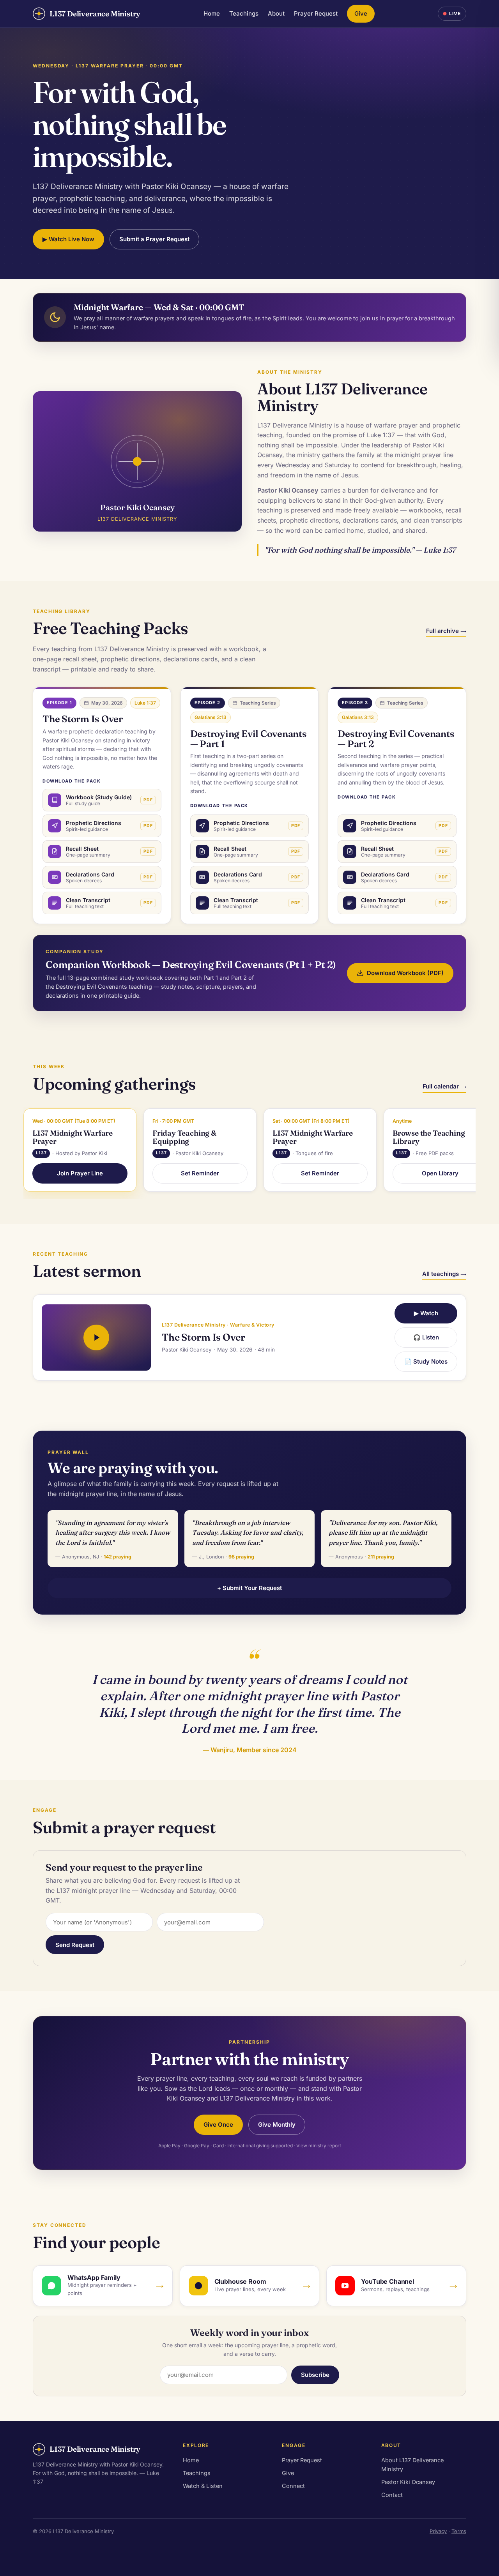 L137 Deliverance Ministry
Home Teachings About Prayer Request Give
LIVE
WEDNESDAY · L137 WARFARE PRAYER · 00:00 GMT
For with God,
nothing shall be
impossible.
L137 Deliverance Ministry with Pastor Kiki Ocansey — a house of warfare
prayer, prophetic teaching, and deliverance, where the impossible is
decreed into being in the name of Jesus.
▶ Watch Live Now
Submit a Prayer Request
Midnight Warfare — Wed & Sat · 00:00 GMT
We pray all manner of warfare prayers and speak in tongues of fire, as the Spirit leads. You are welcome to join us in prayer for a breakthrough
in Jesus' name.
Pastor Kiki Ocansey
L137 DELIVERANCE MINISTRY
ABOUT THE MINISTRY
About L137 Deliverance
Ministry
L137 Deliverance Ministry is a house of warfare prayer and prophetic
teaching, founded on the promise of Luke 1:37 — that with God,
nothing shall be impossible. Under the leadership of Pastor Kiki
Ocansey, the ministry gathers the family at the midnight prayer line
every Wednesday and Saturday to contend for breakthrough, healing,
and freedom in the name of Jesus.
Pastor Kiki Ocansey carries a burden for deliverance and for
equipping believers to stand in their God-given authority. Every
teaching is preserved and made freely available — workbooks, recall
sheets, prophetic directions, declarations cards, and clean transcripts
— so the word can be carried home, studied, and shared.
"For with God nothing shall be impossible." — Luke 1:37
TEACHING LIBRARY
Free Teaching Packs
Full archive →
Every teaching from L137 Deliverance Ministry is preserved with a workbook, a
one-page recall sheet, prophetic directions, declarations cards, and a clean
transcript — printable and ready to share.
EPISODE 1 May 30, 2026 Luke 1:37
The Storm Is Over
A warfare prophetic declaration teaching by
Pastor Kiki Ocansey on standing in victory
after spiritual storms — declaring that with
God nothing is impossible, no matter how the
waters rage.
DOWNLOAD THE PACK
Workbook (Study Guide)
Full study guide
PDF
Prophetic Directions
Spirit-led guidance
PDF
Recall Sheet
One-page summary
PDF
Declarations Card
Spoken decrees
PDF
Clean Transcript
Full teaching text
PDF
EPISODE 2 Teaching Series
Galatians 3:13
Destroying Evil Covenants
— Part 1
First teaching in a two-part series on
identifying and breaking ungodly covenants
— disannulling agreements with death and
hell, that the overflowing scourge shall not
stand.
DOWNLOAD THE PACK
Prophetic Directions
Spirit-led guidance
PDF
Recall Sheet
One-page summary
PDF
Declarations Card
Spoken decrees
PDF
Clean Transcript
Full teaching text
PDF
EPISODE 3 Teaching Series
Galatians 3:13
Destroying Evil Covenants
— Part 2
Second teaching in the series — practical
deliverance and warfare prayer points,
discerning the roots of ungodly covenants
and annulling them by the blood of Jesus.
DOWNLOAD THE PACK
Prophetic Directions
Spirit-led guidance
PDF
Recall Sheet
One-page summary
PDF
Declarations Card
Spoken decrees
PDF
Clean Transcript
Full teaching text
PDF
COMPANION STUDY
Companion Workbook — Destroying Evil Covenants (Pt 1 + Pt 2)
The full 13-page combined study workbook covering both Part 1 and Part 2 of
the Destroying Evil Covenants teaching — study notes, scripture, prayers, and
declarations in one printable guide.
Download Workbook (PDF)
THIS WEEK
Upcoming gatherings
Full calendar →
Wed · 00:00 GMT (Tue 8:00 PM ET)
L137 Midnight Warfare
Prayer
L137 · Hosted by Pastor Kiki
Join Prayer Line
Fri · 7:00 PM GMT
Friday Teaching &
Equipping
L137 · Pastor Kiki Ocansey
Set Reminder
Sat · 00:00 GMT (Fri 8:00 PM ET)
L137 Midnight Warfare
Prayer
L137 · Tongues of fire
Set Reminder
Anytime
Browse the Teaching
Library
L137 · Free PDF packs
Open Library
RECENT TEACHING
Latest sermon
All teachings →
L137 Deliverance Ministry · Warfare & Victory
The Storm Is Over
Pastor Kiki Ocansey · May 30, 2026 · 48 min
▶ Watch
🎧 Listen
📄 Study Notes
PRAYER WALL
We are praying with you.
A glimpse of what the family is carrying this week. Every request is lifted up at
the midnight prayer line, in the name of Jesus.
"Standing in agreement for my sister's
healing after surgery this week. I know
the Lord is faithful."
— Anonymous, NJ · 142 praying
"Breakthrough on a job interview
Tuesday. Asking for favor and clarity,
and freedom from fear."
— J., London · 98 praying
"Deliverance for my son. Pastor Kiki,
please lift him up at the midnight
prayer line. Thank you, family."
— Anonymous · 211 praying
+ Submit Your Request
“
I came in bound by twenty years of dreams I could not
explain. After one midnight prayer line with Pastor
Kiki, I slept through the night for the first time. The
Lord met me. I am free.
— Wanjiru, Member since 2024
ENGAGE
Submit a prayer request
Send your request to the prayer line
Share what you are believing God for. Every request is lifted up at
the L137 midnight prayer line — Wednesday and Saturday, 00:00
GMT.
Your name (or 'Anonymous')
your@email.com
Send Request
PARTNERSHIP
Partner with the ministry
Every prayer line, every teaching, every soul we reach is funded by partners
like you. Sow as the Lord leads — once or monthly — and stand with Pastor
Kiki Ocansey and L137 Deliverance Ministry in this work.
Give Once
Give Monthly
Apple Pay · Google Pay · Card · International giving supported · View ministry report
STAY CONNECTED
Find your people
WhatsApp Family
Midnight prayer reminders +
points
→
Clubhouse Room
Live prayer lines, every week
→
YouTube Channel
Sermons, replays, teachings
→
Weekly word in your inbox
One short email a week: the upcoming prayer line, a prophetic word,
and a verse to carry.
your@email.com
Subscribe
L137 Deliverance Ministry
L137 Deliverance Ministry with Pastor Kiki Ocansey.
For with God, nothing shall be impossible. — Luke
1:37
EXPLORE
Home
Teachings
Watch & Listen
ENGAGE
Prayer Request
Give
Connect
ABOUT
About L137 Deliverance
Ministry
Pastor Kiki Ocansey
Contact
© 2026 L137 Deliverance Ministry
Privacy · Terms